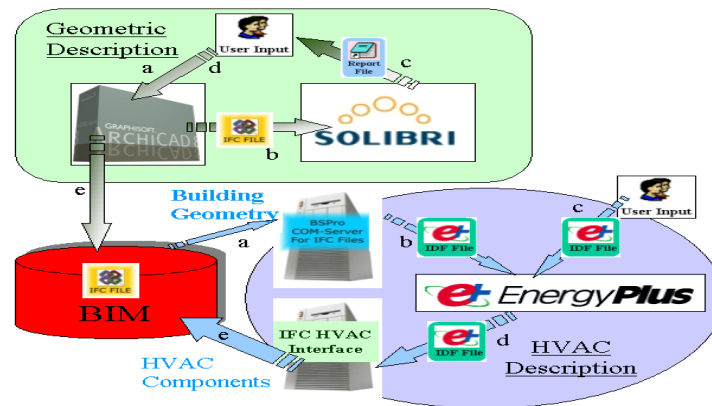 Geometric
Description
User Input
a
d
Report
File
c
GRAPHISOFT
ARCHICAD
IFC FILE
b
SOLIBRI
e
Building
Geometry
a
BSPro
COM-Server
For IFC Files
b
IDF File
c
User Input
IDF File
IFC FILE
BIM
e+ EnergyPlus
IFC HVAC
Interface
e
IDF File
d
HVAC
Components
HVAC
Description